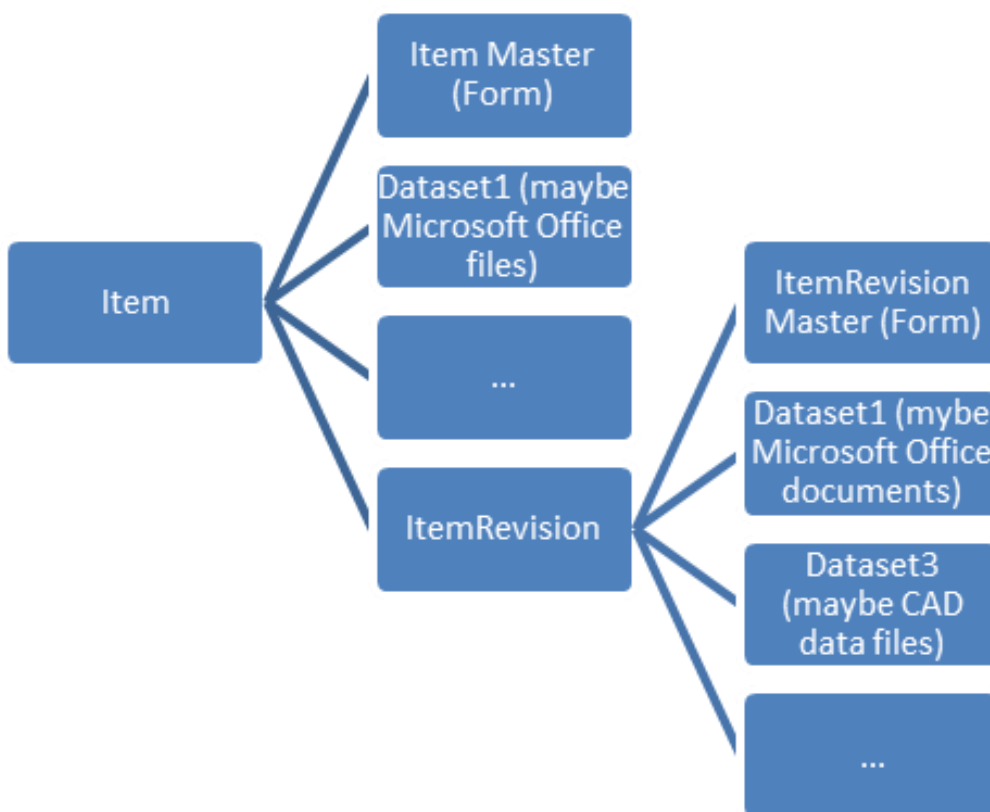 Item
Item Master
(Form)
Dataset1 (maybe
Microsoft Office
files)
...
ItemRevision
ItemRevision
Master (Form)
Dataset1 (mybe
Microsoft Office
documents)
Dataset3
(maybe CAD
data files)
...